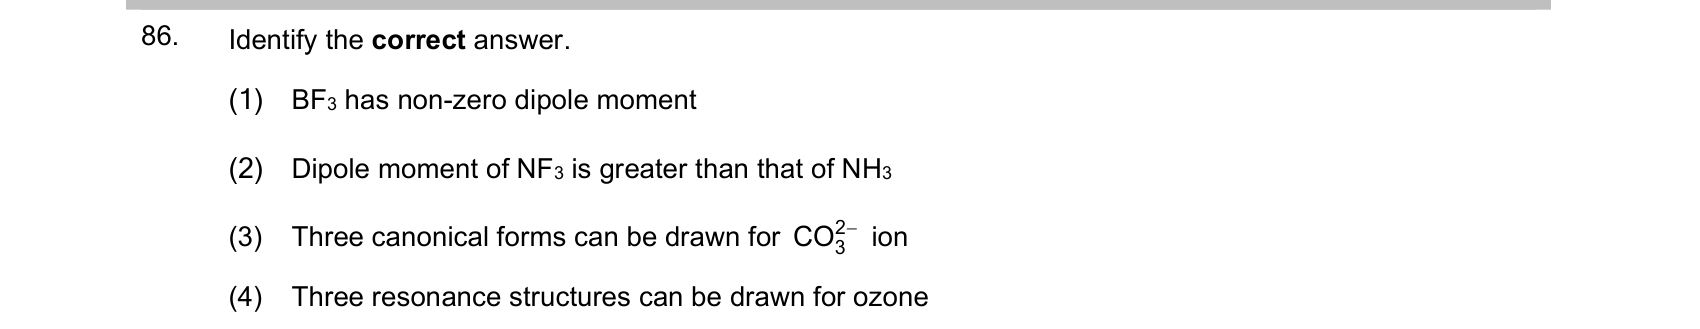 86. Identify the correct answer.
(1) BF₃ has non-zero dipole moment
(2) Dipole moment of NF₃ is greater than that of NH₃
(3) Three canonical forms can be drawn for CO₃²⁻ ion
(4) Three resonance structures can be drawn for ozone